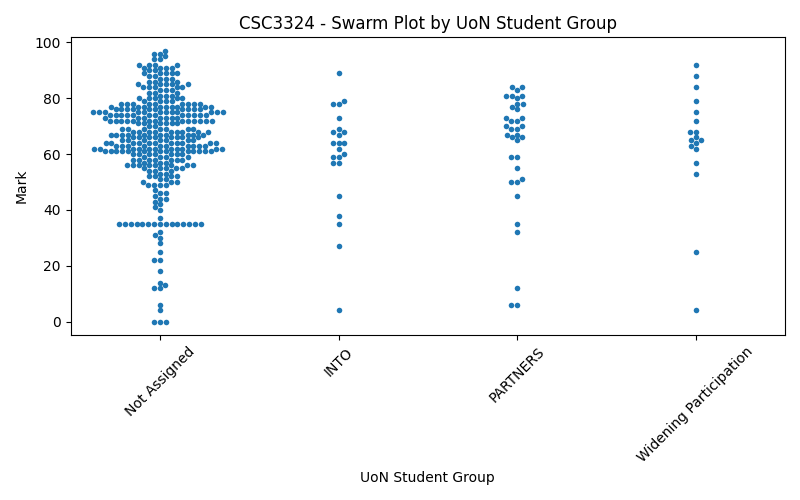 CSC3324 - Swarm Plot by UoN Student Group
100
80
60
40
20
0
Mark
Not Assigned
INTO
PARTNERS
Widening Participation
UoN Student Group